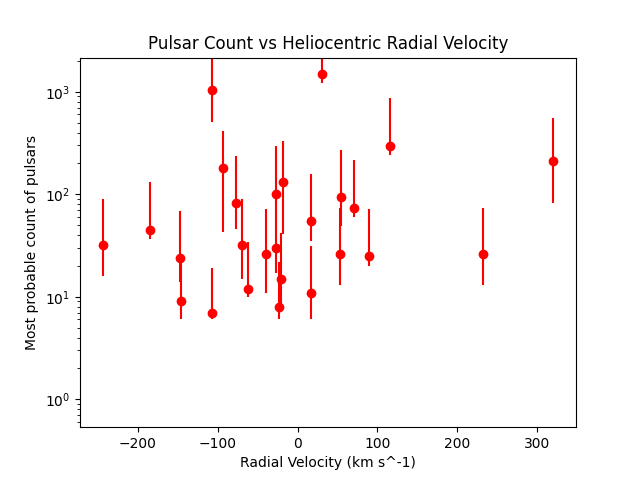 Pulsar Count vs Heliocentric Radial Velocity
Most probable count of pulsars
10^3
10^2
10^1
10^0
−200 −100 0 100 200 300
Radial Velocity (km s^-1)